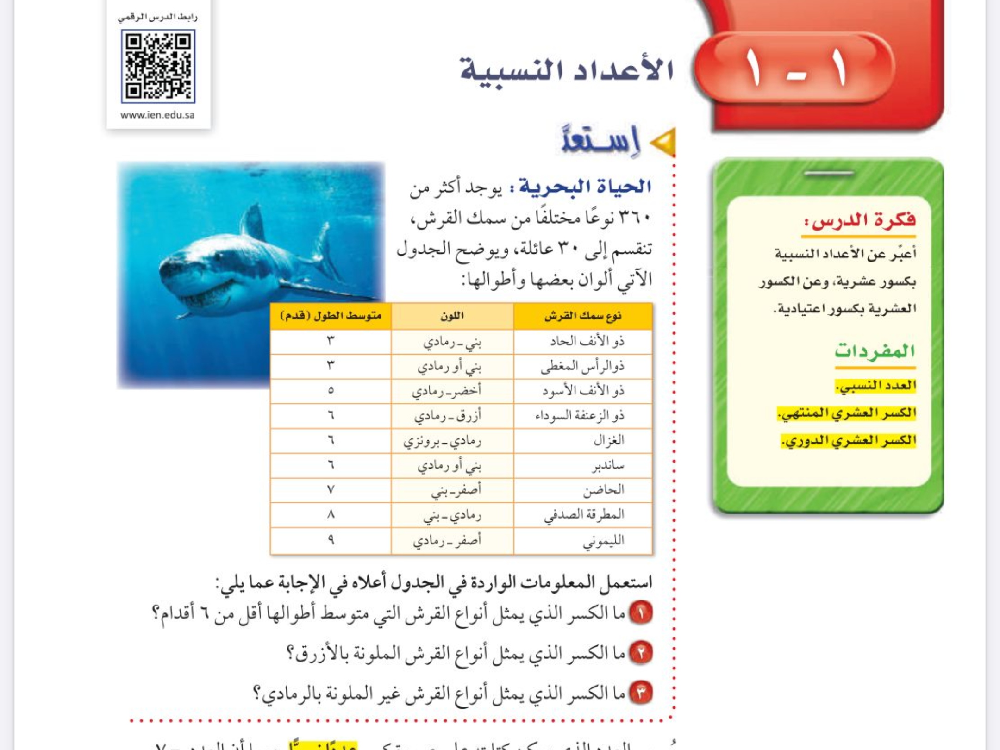 رابط الدرس الرقمي
www.ien.edu.sa
١ - ١
الأعداد النسبية
اِستعدَّ
الحياة البحرية: يوجد أكثر من
٣٦٠ نوعًا مختلفًا من سمك القرش،
تنقسم إلى ٣٠ عائلة، ويوضح الجدول
الآتي ألوان بعضها وأطوالها:
نوع سمك القرش اللون متوسط الطول (قدم)
ذو الأنف الحاد بني-رمادي ٣
ذوالرأس المغطى بني أو رمادي ٣
ذو الأنف الأسود أخضر-رمادي ٥
ذو الزعنفة السوداء أزرق-رمادي ٦
الغزال رمادي-برونزي ٦
ساندبر بني أو رمادي ٦
الحاضن أصفر-بني ٧
المطرقة الصدفي رمادي-بني ٨
الليموني أصفر-رمادي ٩
استعمل المعلومات الواردة في الجدول أعلاه في الإجابة عما يلي:
١ ما الكسر الذي يمثل أنواع القرش التي متوسط أطوالها أقل من ٦ أقدام؟
٢ ما الكسر الذي يمثل أنواع القرش الملونة بالأزرق؟
٣ ما الكسر الذي يمثل أنواع القرش غير الملونة بالرمادي؟
فكرة الدرس:
أعبّر عن الأعداد النسبية
بكسور عشرية، وعن الكسور
العشرية بكسور اعتيادية.
المفردات
العدد النسبي.
الكسر العشري المنتهي.
الكسر العشري الدوري.